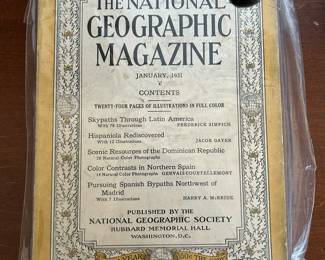 THE NATIONAL
GEOGRAPHIC
MAGAZINE
JANUARY, 1931
CONTENTS
TWENTY-FOUR PAGES OF ILLUSTRATIONS IN FULL COLOR
Skypaths Through Latin America
With 78 Illustrations FREDERICK SIMPICH
Hispaniola Rediscovered
With 12 Illustrations JACOB GAYER
Scenic Resources of the Dominican Republic
28 Natural Color Photographs
Color Contrasts in Northern Spain
14 Natural Color Photographs GERVAIS COURTELLEMONT
Pursuing Spanish Bypaths Northwest of
Madrid
With 7 Illustrations HARRY A. McBRIDE
PUBLISHED BY THE
NATIONAL GEOGRAPHIC SOCIETY
HUBBARD MEMORIAL HALL
WASHINGTON, D.C.